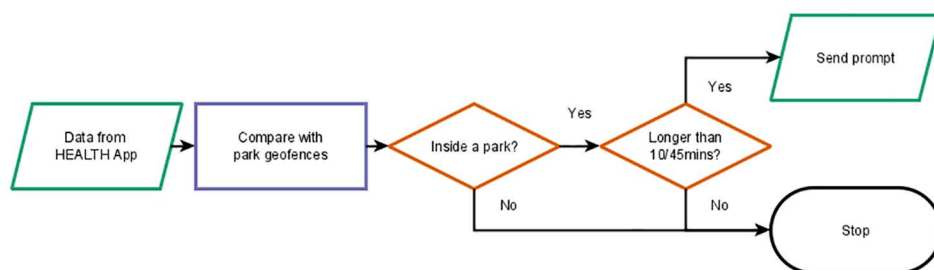 Send prompt
Yes
Data from
HEALTH App
Compare with
park geofences
Inside a park?
Yes
Longer than
10/45mins?
No
No
Stop